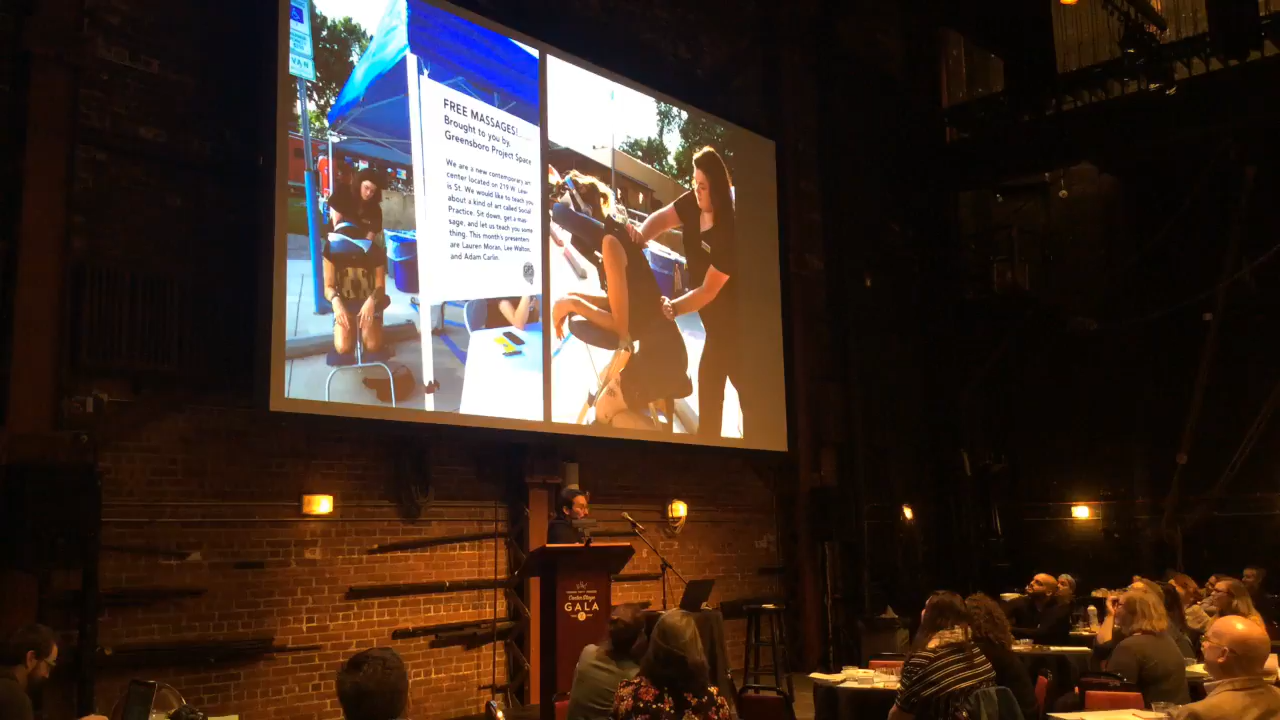 VAN
FREE MASSAGES!
Brought to you by,
Greensboro Project Space
We are a new contemporary art
center located on 219 W. Lew-
is St. We would like to teach you
about a kind of art called Social
Practice. Sit down, get a mas-
sage, and let us teach you some
thing. This month's presenters
are Lauren Moran, Lee Walton,
and Adam Carlin
GALA